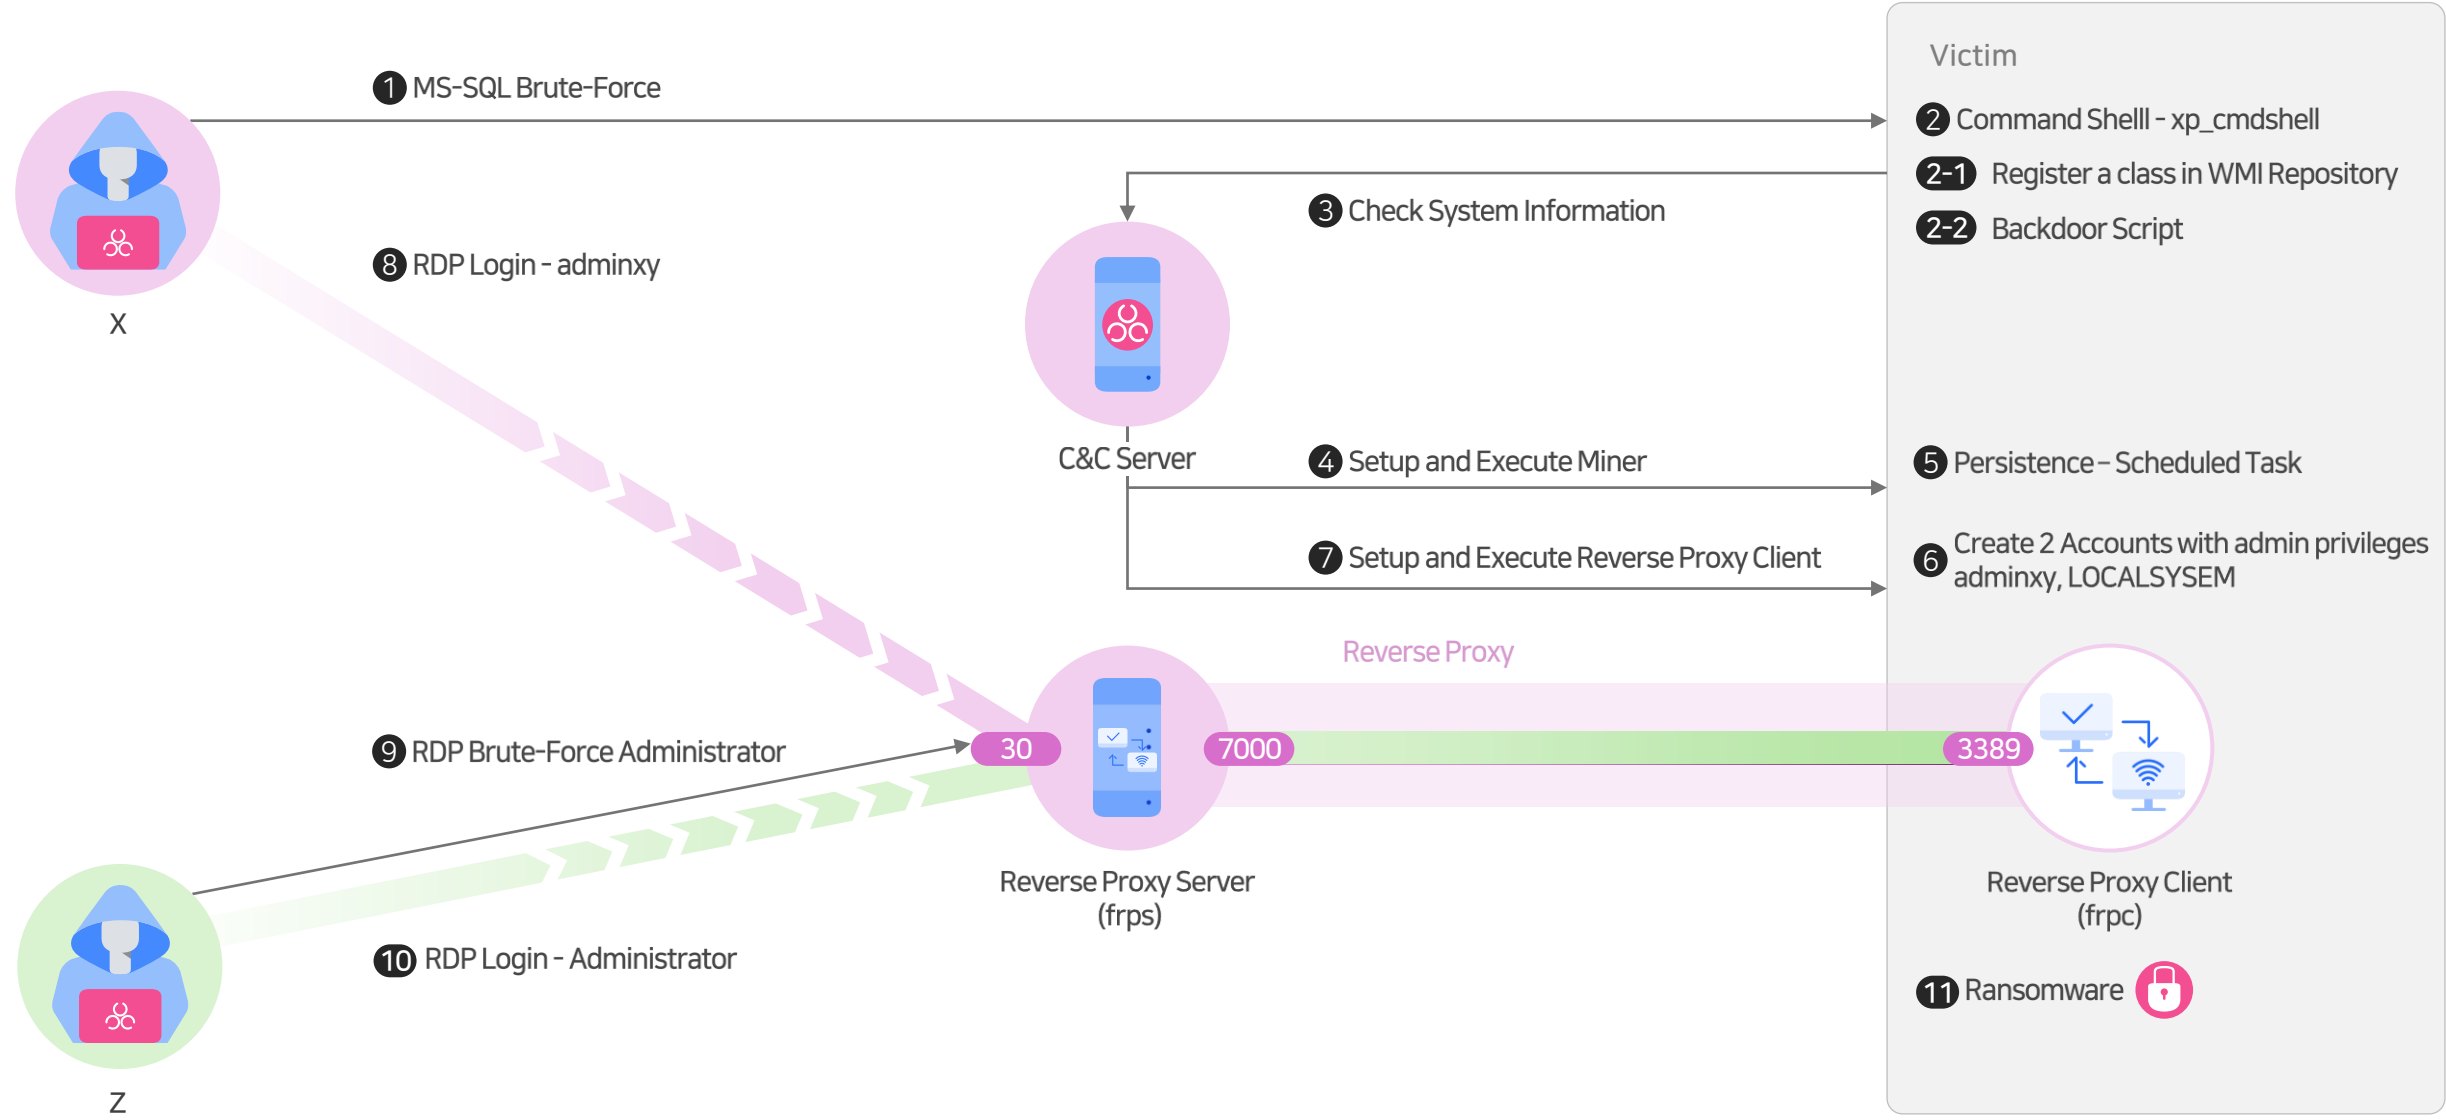 Victim
1 MS-SQL Brute-Force
2 Command Shelll - xp_cmdshell
2-1 Register a class in WMI Repository
3 Check System Information
2-2 Backdoor Script
8 RDP Login - adminxy
X
C&C Server
4 Setup and Execute Miner
5 Persistence - Scheduled Task
7 Setup and Execute Reverse Proxy Client
6 Create 2 Accounts with admin privileges
adminxy, LOCALSYSEM
Reverse Proxy
9 RDP Brute-Force Administrator
30
7000
3389
Reverse Proxy Server
(frps)
Reverse Proxy Client
(frpc)
10 RDP Login - Administrator
11 Ransomware
Z